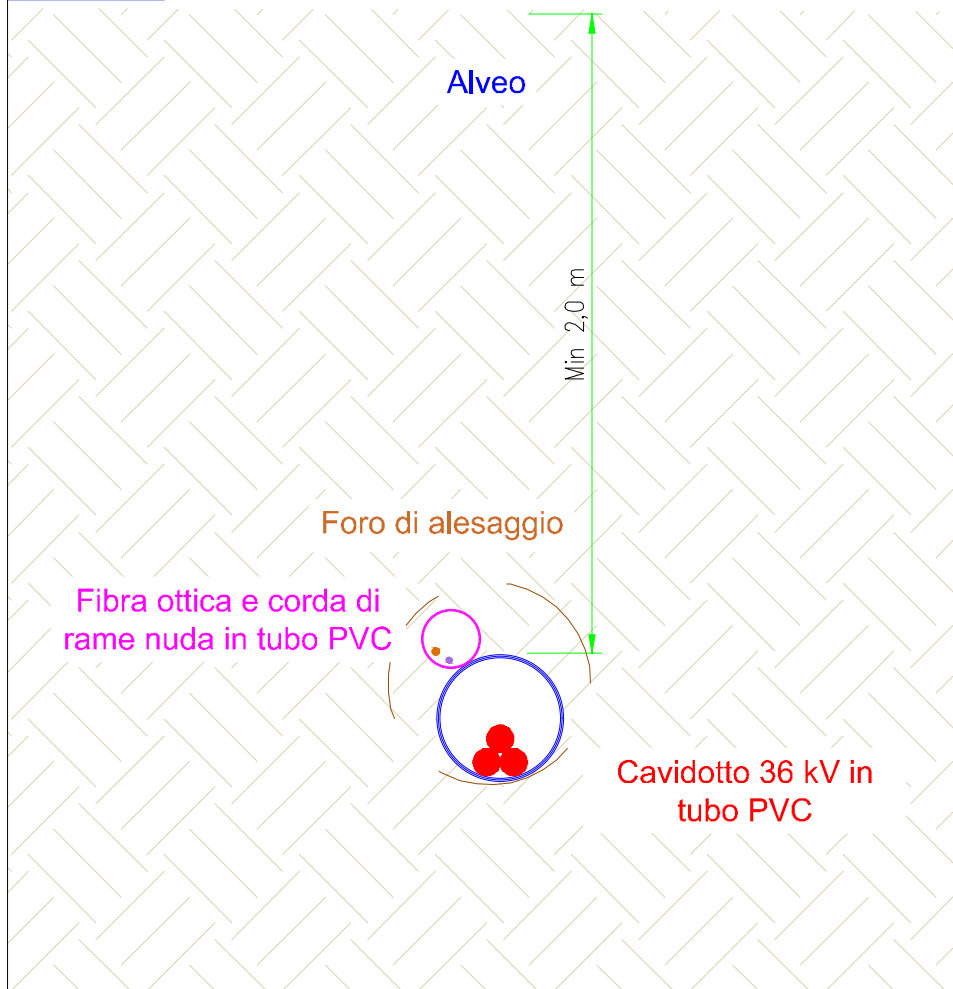 Alveo
Min 2,0 m
Foro di alesaggio
Fibra ottica e corda di
rame nuda in tubo PVC
Cavidotto 36 kV in
tubo PVC